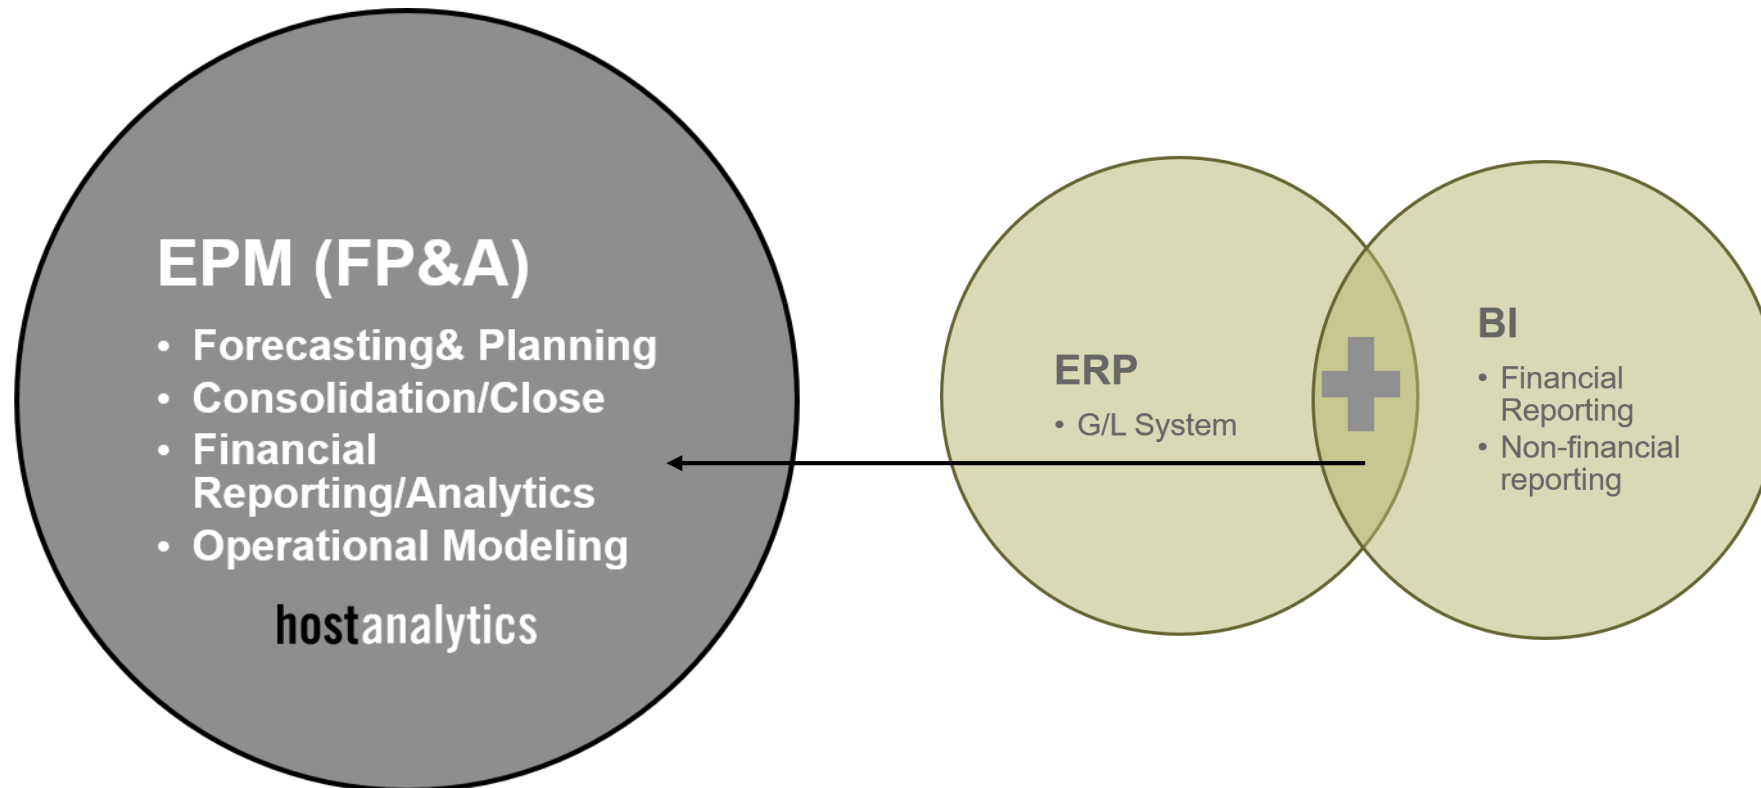 EPM (FP&A)
• Forecasting& Planning
• Consolidation/Close
• Financial
Reporting/Analytics
• Operational Modeling
hostanalytics
ERP
• G/L System
BI
• Financial
Reporting
• Non-financial
reporting